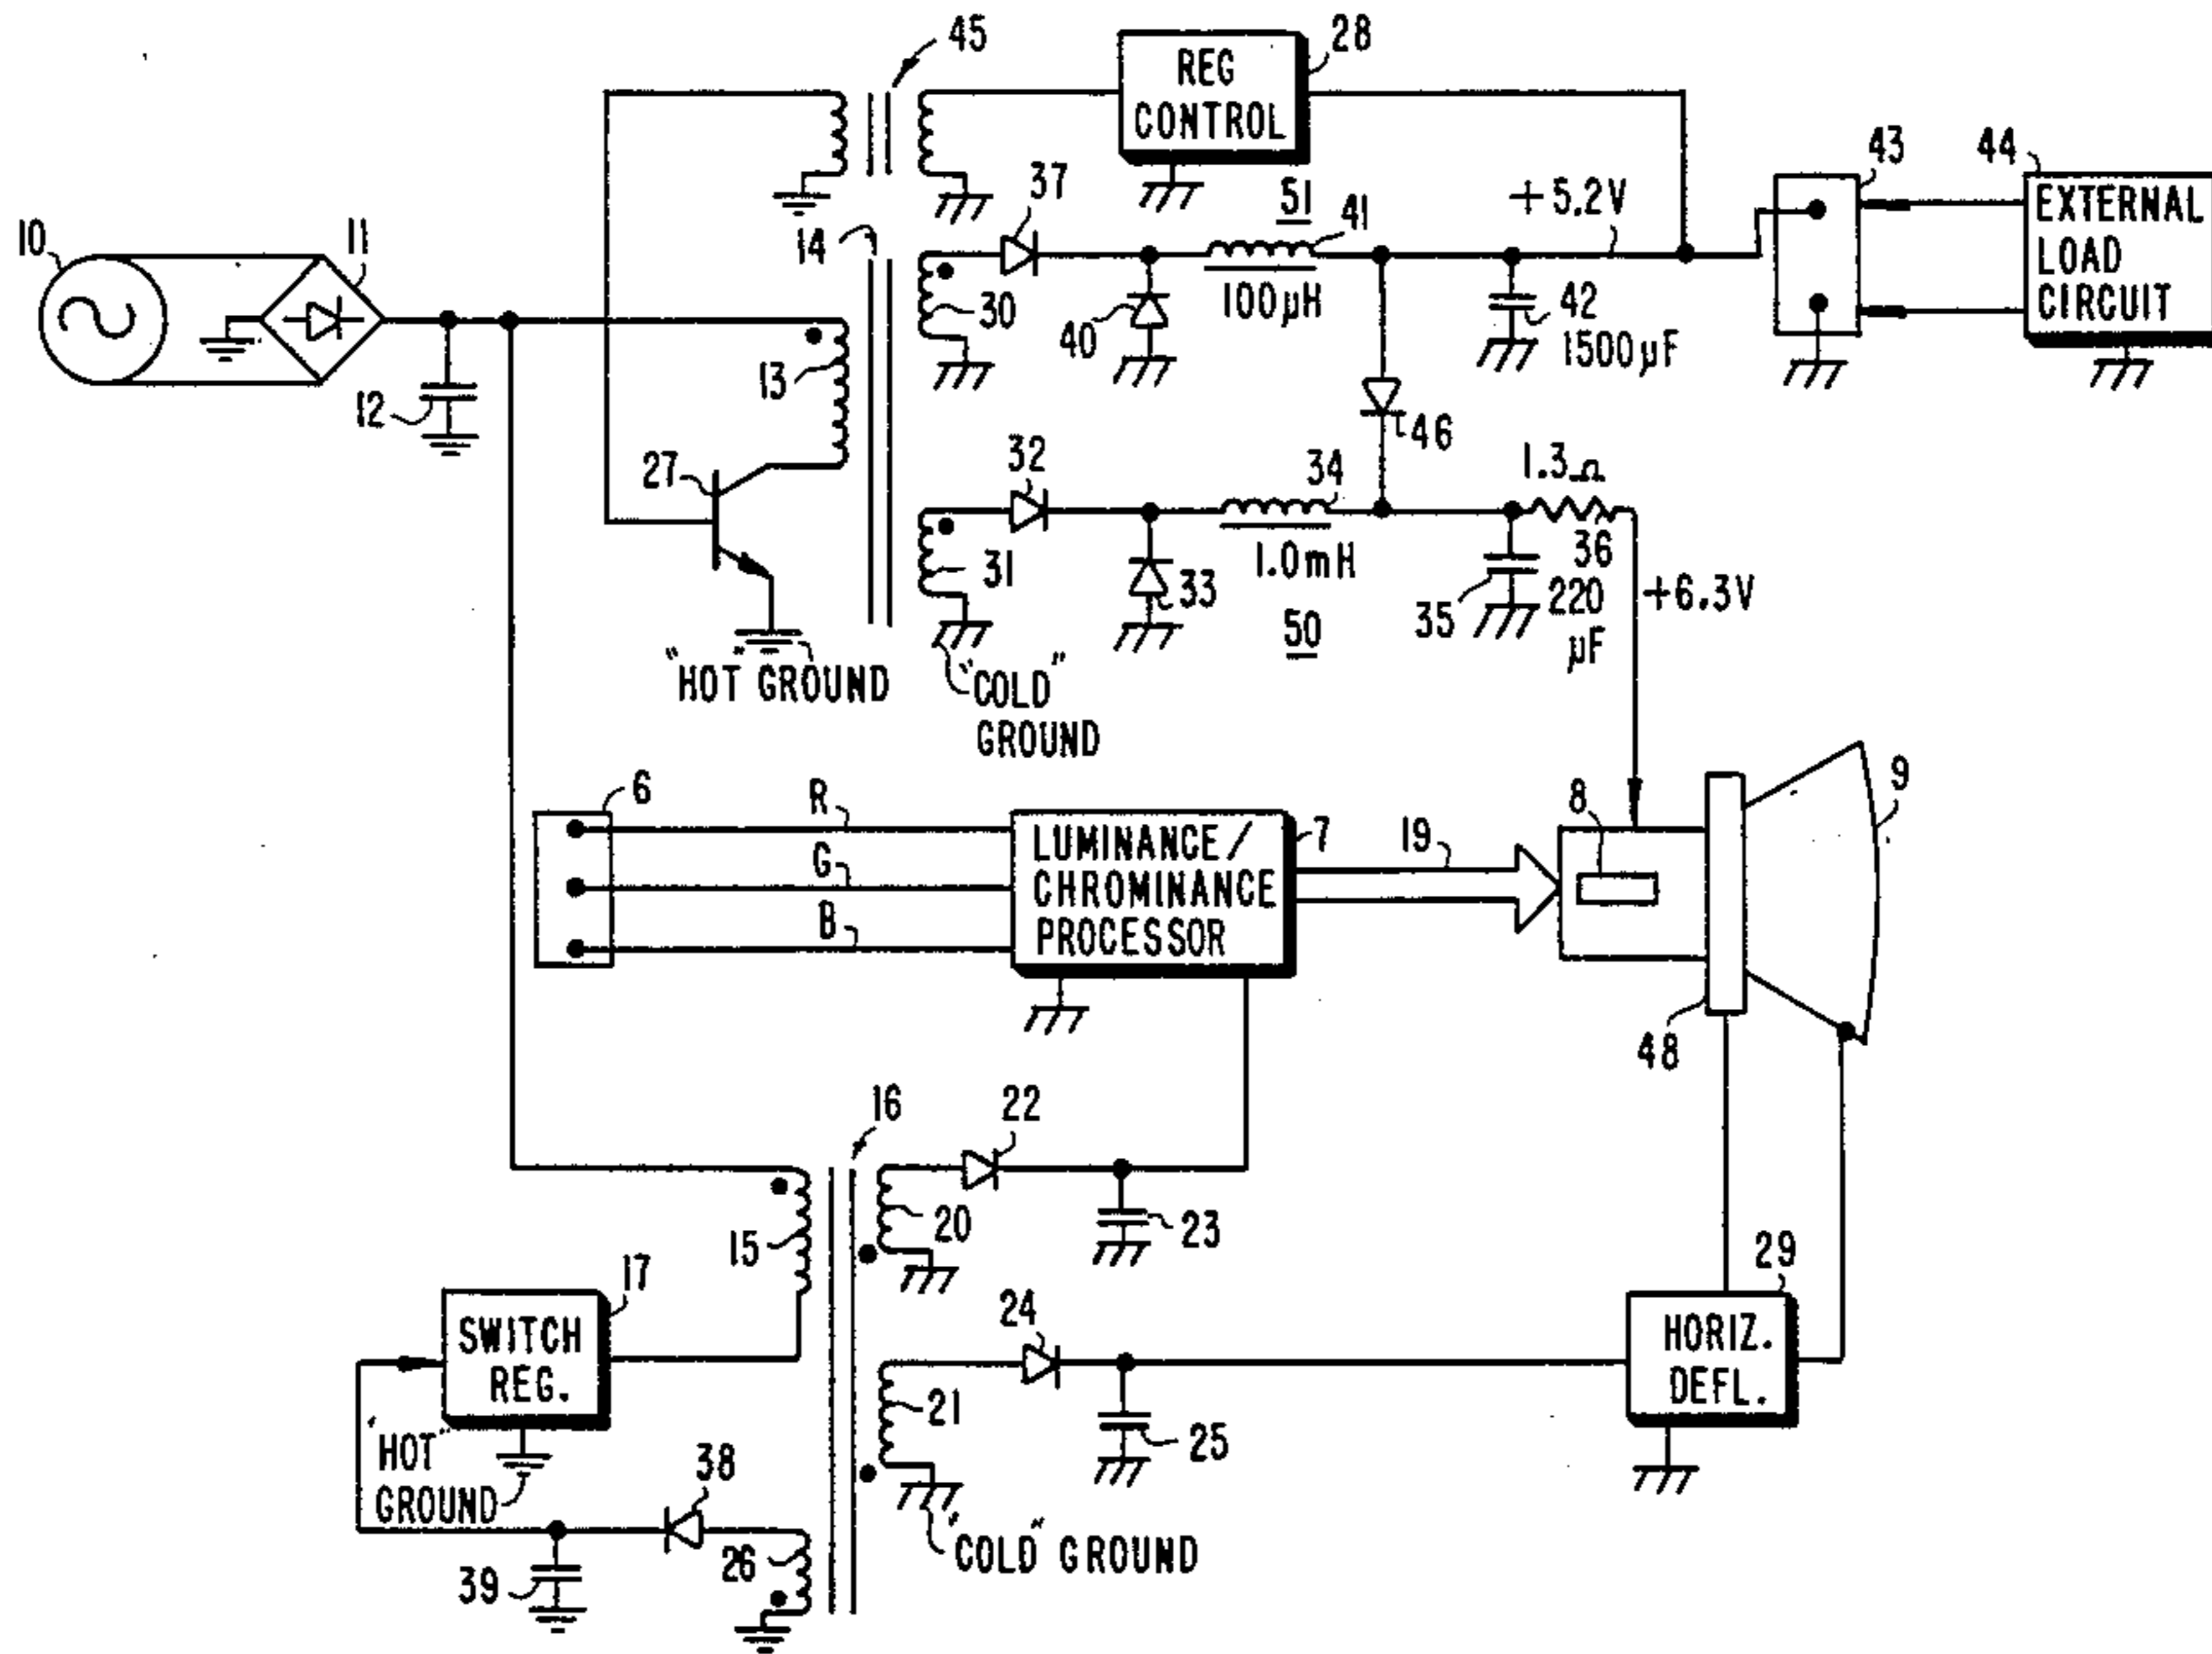 45
REG
CONTROL
28
10
11
12
14
37
51
41
+5.2V
43
44
EXTERNAL
LOAD
CIRCUIT
13
30
40
100µH
42
1500µF
46
27
32
34
1.3Ω
36
31
33
1.0mH
50
35
220
µF
+6.3V
"HOT" GROUND
"COLD"
GROUND
6
R
G
B
LUMINANCE/
CHROMINANCE
PROCESSOR
7
19
8
9
48
16
22
15
20
23
17
SWITCH
REG.
24
29
HORIZ.
DEFL.
21
25
"HOT"
GROUND
38
39
26
"COLD" GROUND